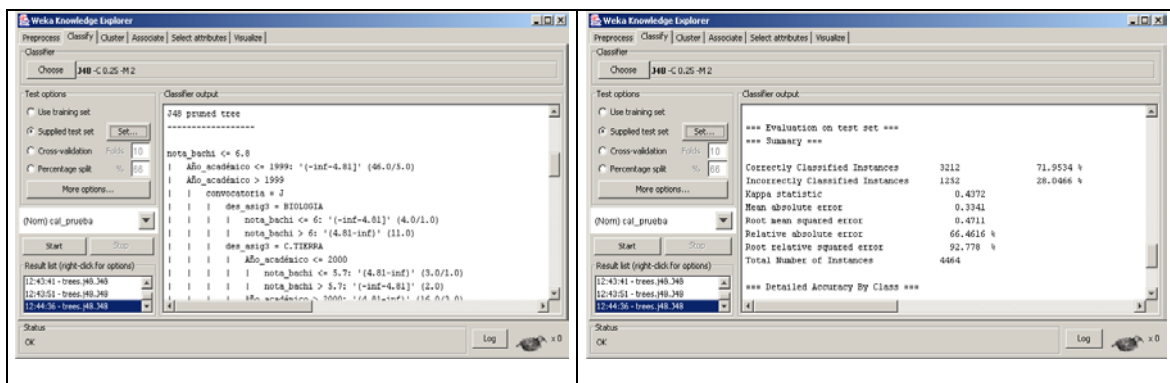 Weka Knowledge Explorer
Preprocess Classify Cluster Associate Select attributes Visualize
Classifier
Choose J48 -C 0.25 -M 2
Test options
Use training set
Supplied test set Set...
Cross-validation Folds 10
Percentage split % 66
More options...
(Nom) cal_prueba
Start Stop
Result list (right-click for options)
12:43:41 - trees.j48.J48
12:43:51 - trees.j48.J48
12:44:36 - trees.j48.J48
Classifier output
J48 pruned tree
------------------
nota_bachi <= 6.8
| Año_académico <= 1999: '(-inf-4.81]' (46.0/5.0)
| Año_académico > 1999
| | convocatoria = J
| | | des_asig3 = BIOLOGIA
| | | | nota_bachi <= 6: '(-inf-4.81]' (4.0/1.0)
| | | | nota_bachi > 6: '(4.81-inf)' (11.0)
| | | des_asig3 = C.TIERRA
| | | | Año_académico <= 2000
| | | | | nota_bachi <= 5.7: '(4.81-inf)' (3.0/1.0)
| | | | | nota_bachi > 5.7: '(-inf-4.81]' (2.0)
| | | | Año_académico > 2000: '(4.81-inf)' (16.0/3.0)
Status
OK
Log x 0
Weka Knowledge Explorer
Preprocess Classify Cluster Associate Select attributes Visualize
Classifier
Choose J48 -C 0.25 -M 2
Test options
Use training set
Supplied test set Set...
Cross-validation Folds 10
Percentage split % 66
More options...
(Nom) cal_prueba
Start Stop
Result list (right-click for options)
12:43:41 - trees.j48.J48
12:43:51 - trees.j48.J48
12:44:36 - trees.j48.J48
Classifier output
=== Evaluation on test set ===
=== Summary ===
Correctly Classified Instances 3212 71.9534 %
Incorrectly Classified Instances 1252 28.0466 %
Kappa statistic 0.4372
Mean absolute error 0.3341
Root mean squared error 0.4711
Relative absolute error 66.4616 %
Root relative squared error 92.778 %
Total Number of Instances 4464
=== Detailed Accuracy By Class ===
Status
OK
Log x 0